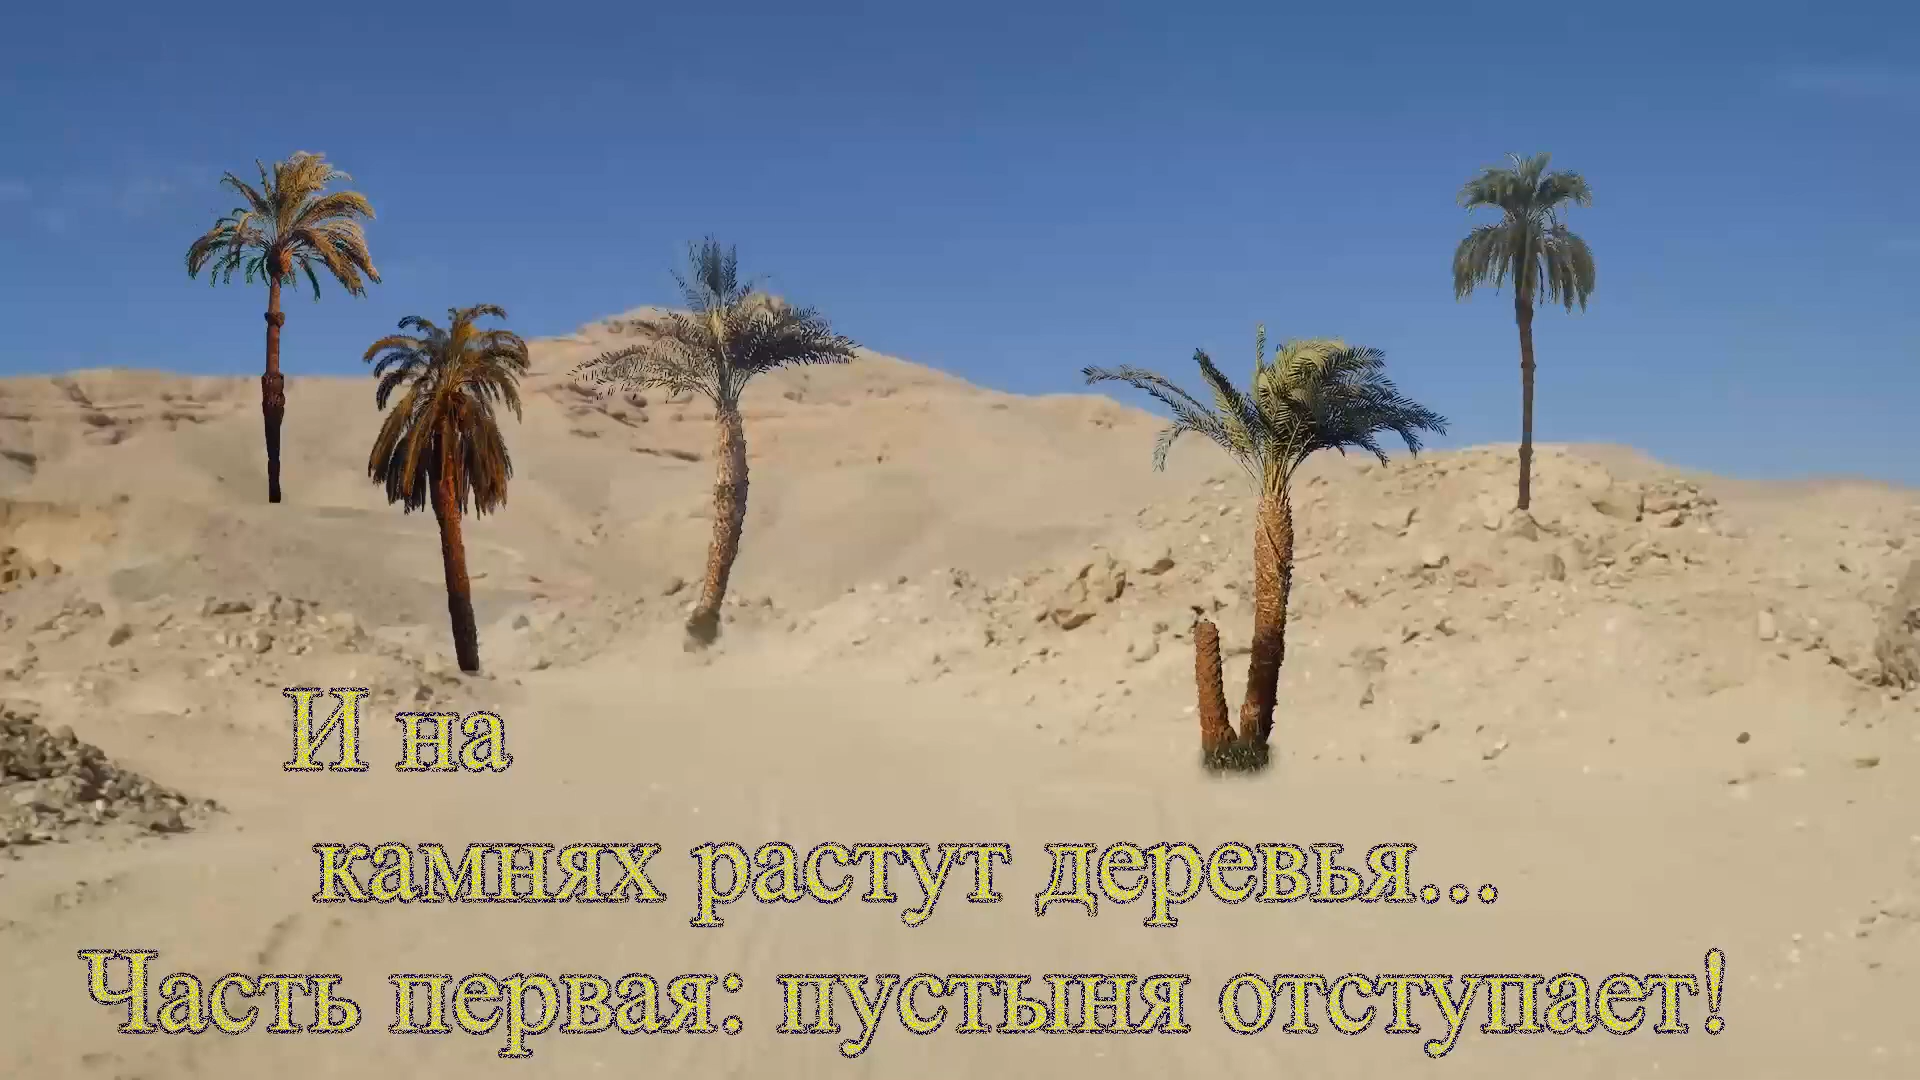 И на
камнях растут деревья...
Часть первая: пустыня отступает!